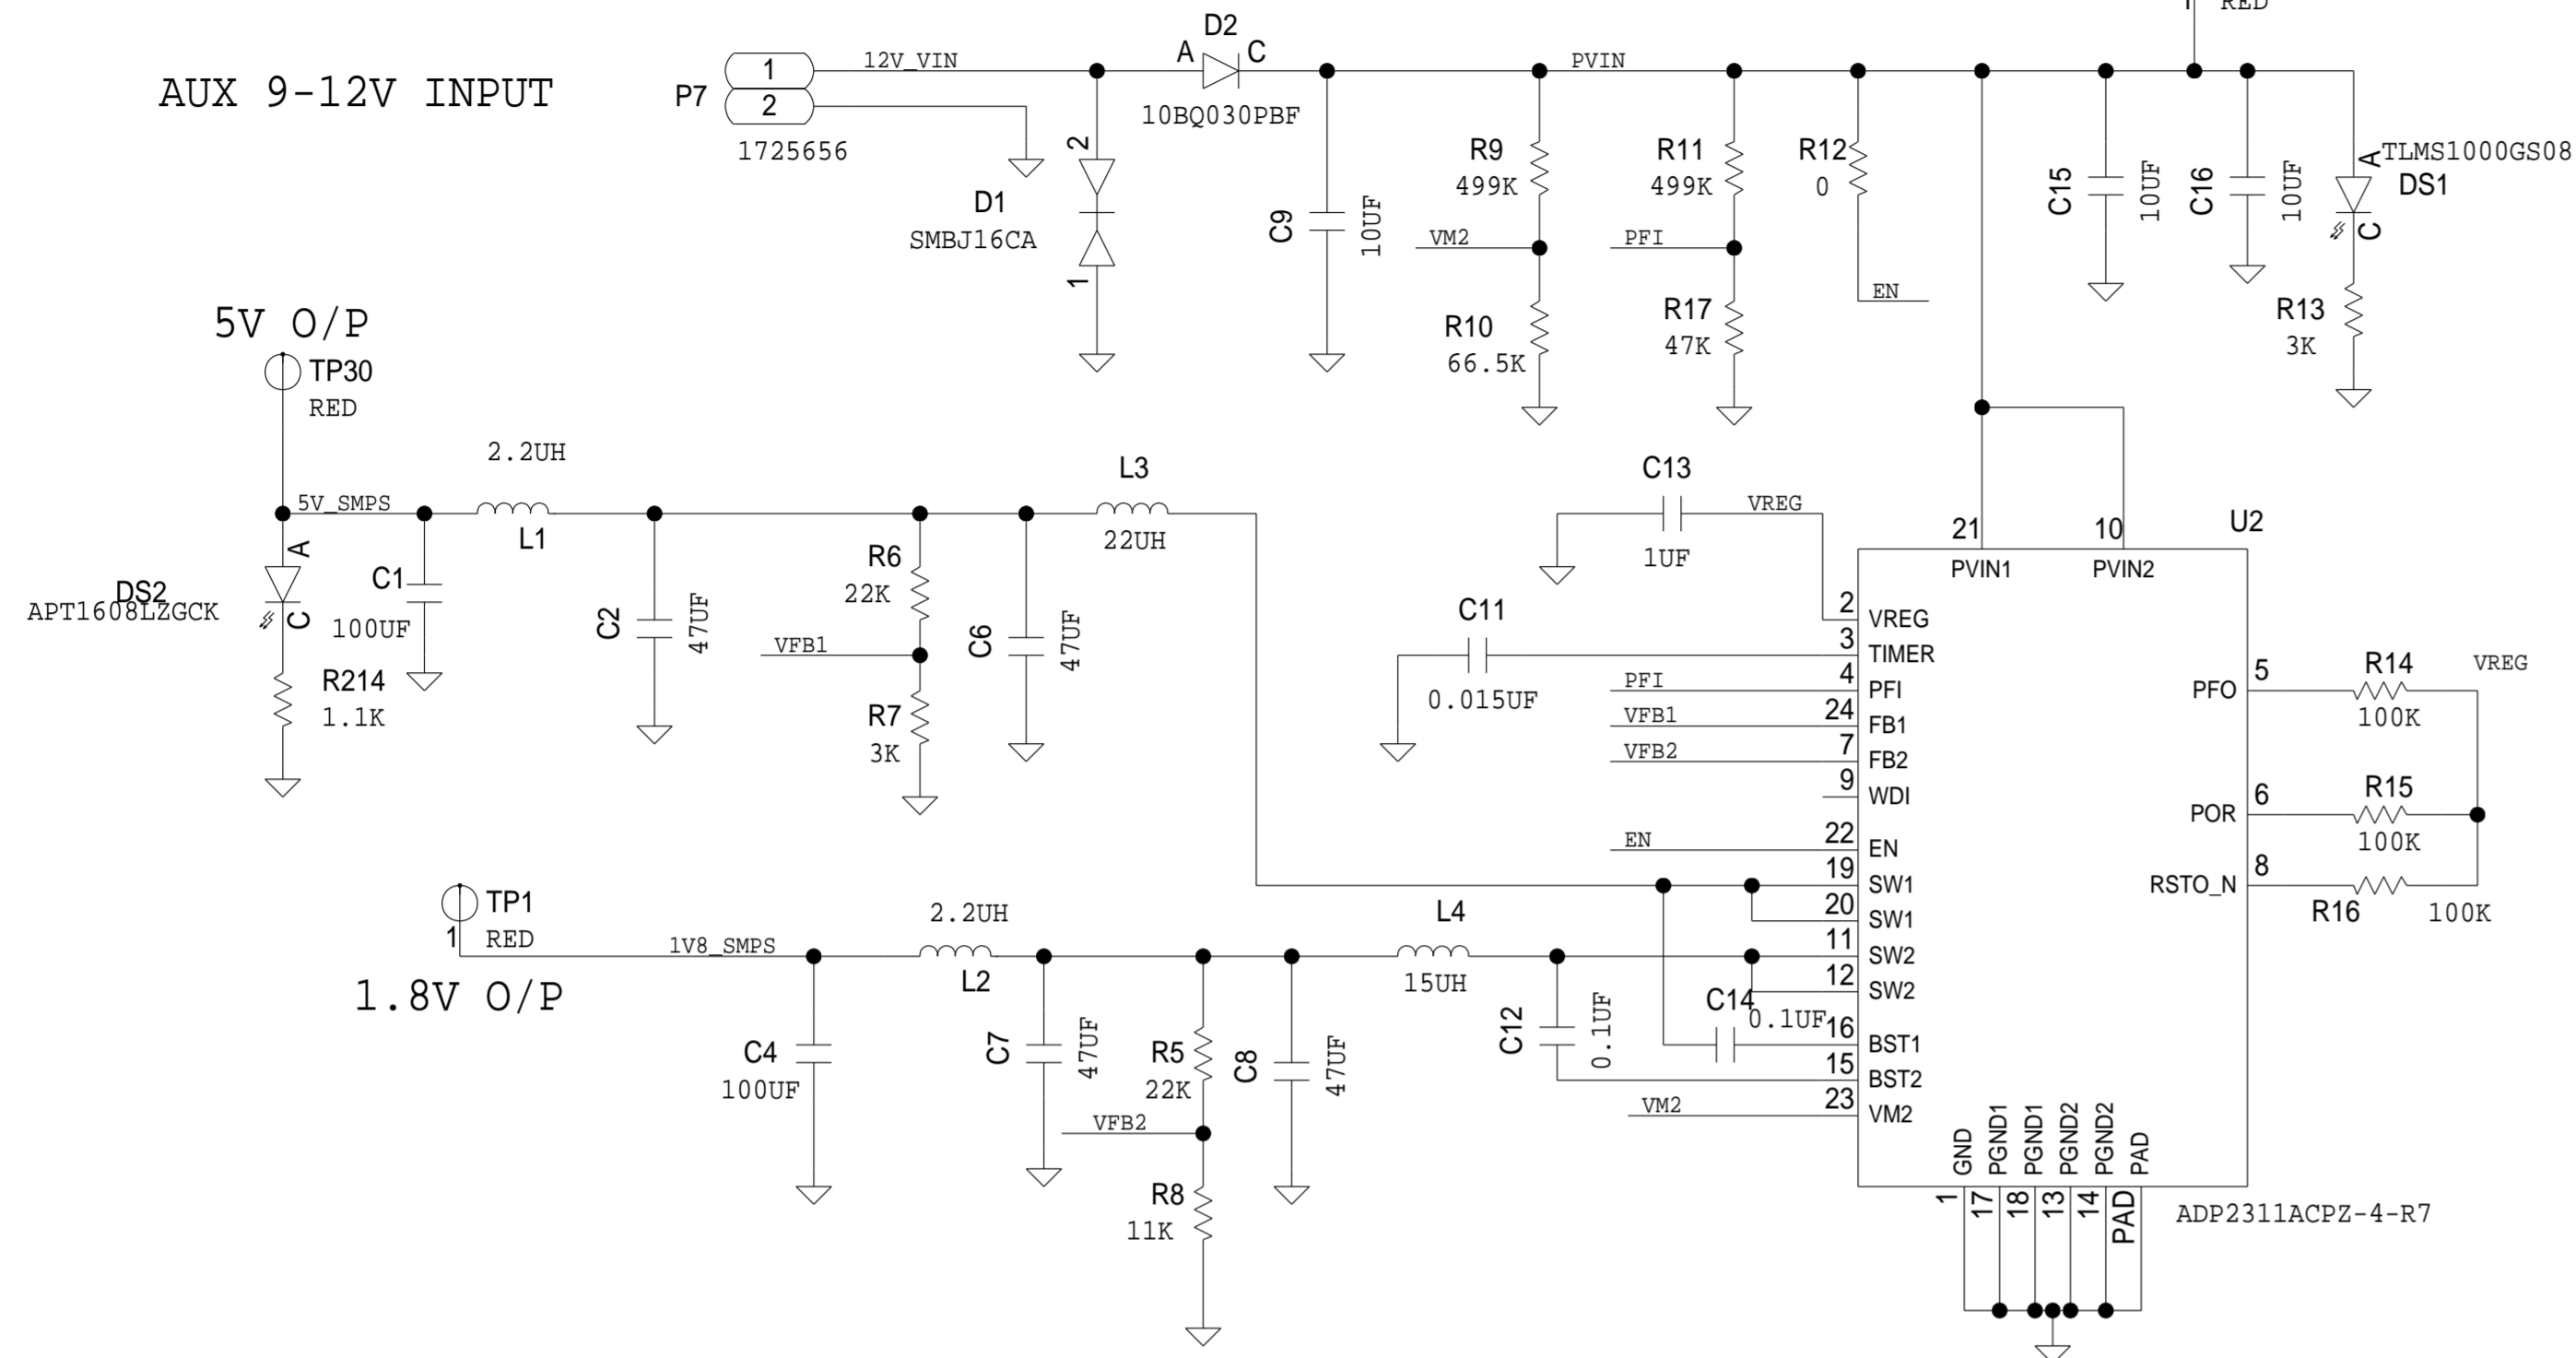 RED
1
D2
A
C
AUX 9-12V INPUT
P7
1
2
1725656
12V_VIN
10BQ030PBF
PVIN
2
D1
SMBJ16CA
1
C9
10UF
R9
499K
VM2
R10
66.5K
R11
499K
PFI
R17
47K
R12
0
EN
C15
10UF
C16
10UF
A
TLMS1000GS08
DS1
C
R13
3K
5V O/P
TP30
RED
5V_SMPS
2.2UH
L1
L3
22UH
A
DS2
APT1608LZGCK
C
C1
100UF
R214
1.1K
C2
47UF
R6
22K
VFB1
R7
3K
C6
47UF
C13
VREG
1UF
C11
0.015UF
21
10
U2
PVIN1
PVIN2
2
VREG
3
TIMER
PFI
4
PFI
VFB1
24
FB1
VFB2
7
FB2
9
WDI
EN
22
EN
19
SW1
20
SW1
11
SW2
12
SW2
16
BST1
15
BST2
VM2
23
VM2
PFO
5
R14
100K
VREG
POR
6
R15
100K
RSTO_N
8
R16
100K
TP1
1
RED
1V8_SMPS
1.8V O/P
2.2UH
L2
L4
15UH
C4
100UF
C7
47UF
R5
22K
VFB2
R8
11K
C8
47UF
C12
0.1UF
C14
0.1UF
GND
PGND1
PGND1
PGND2
PGND2
PAD
1
17
18
13
14
PAD
ADP2311ACPZ-4-R7